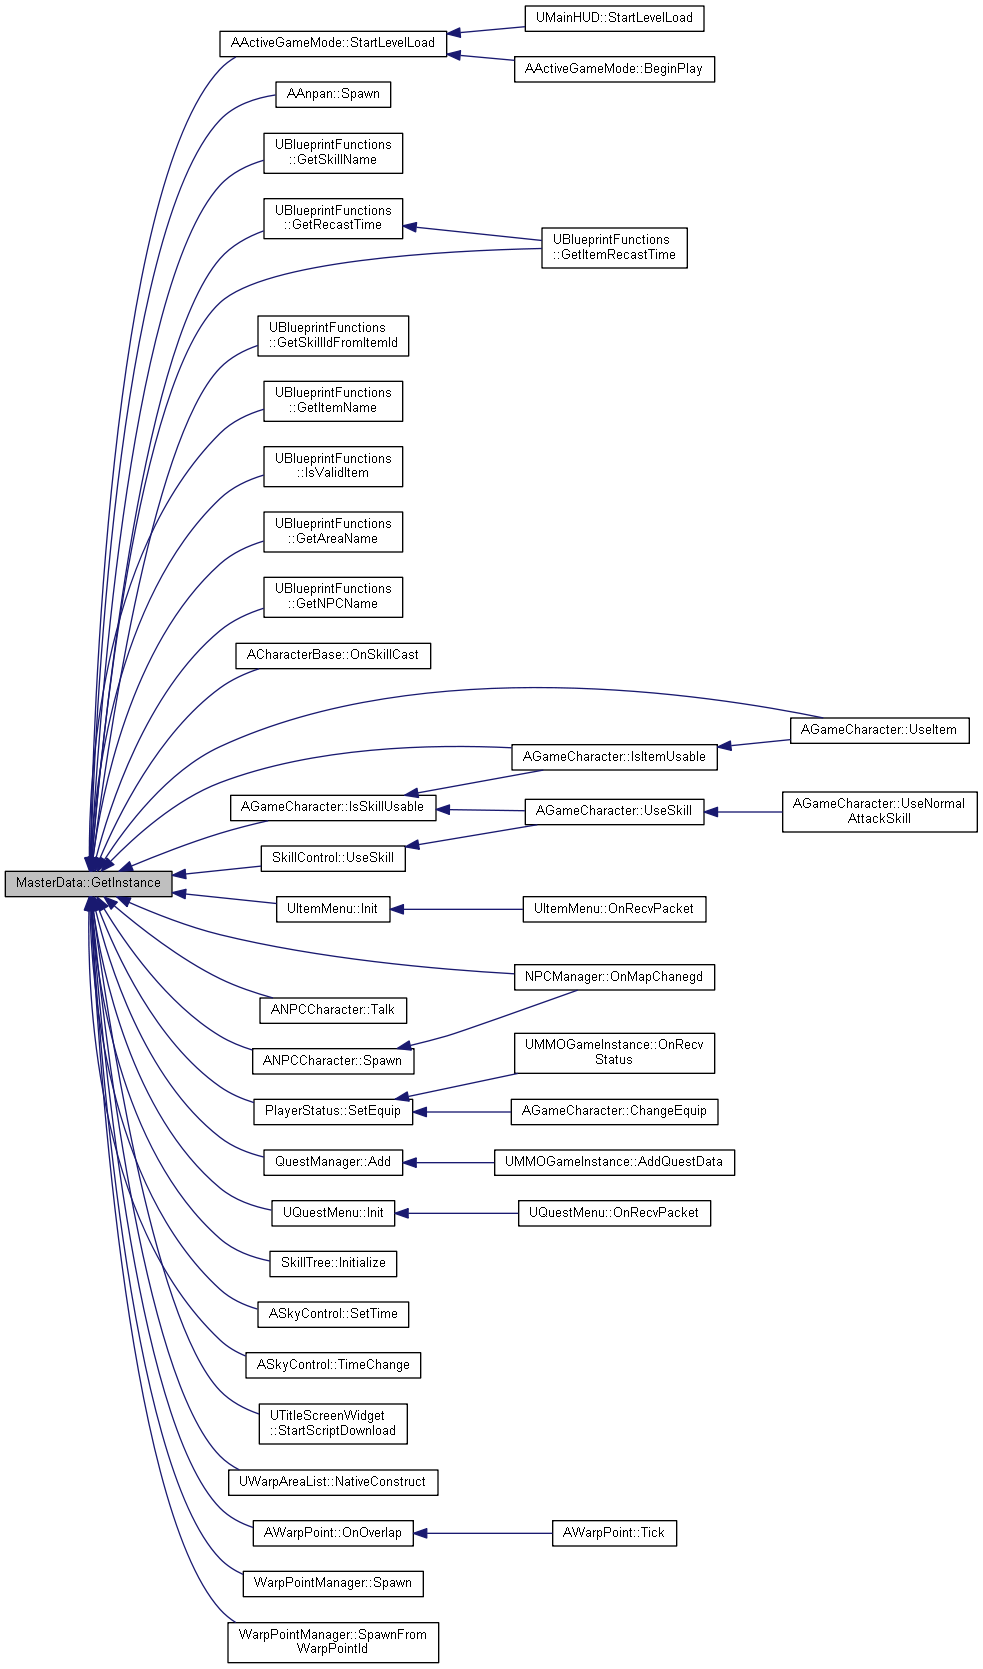 UMainHUD::StartLevelLoad
AActiveGameMode::StartLevelLoad
AActiveGameMode::BeginPlay
AAnpan::Spawn
UBlueprintFunctions
::GetSkillName
UBlueprintFunctions
::GetRecastTime
UBlueprintFunctions
::GetItemRecastTime
UBlueprintFunctions
::GetSkillIdFromItemId
UBlueprintFunctions
::GetItemName
UBlueprintFunctions
::IsValidItem
UBlueprintFunctions
::GetAreaName
UBlueprintFunctions
::GetNPCName
ACharacterBase::OnSkillCast
AGameCharacter::UseItem
AGameCharacter::IsItemUsable
AGameCharacter::IsSkillUsable
AGameCharacter::UseSkill
AGameCharacter::UseNormal
AttackSkill
SkillControl::UseSkill
MasterData::GetInstance
UItemMenu::Init
UItemMenu::OnRecvPacket
NPCManager::OnMapChanegd
ANPCCharacter::Talk
ANPCCharacter::Spawn
UMMOGameInstance::OnRecv
Status
PlayerStatus::SetEquip
AGameCharacter::ChangeEquip
QuestManager::Add
UMMOGameInstance::AddQuestData
UQuestMenu::Init
UQuestMenu::OnRecvPacket
SkillTree::Initialize
ASkyControl::SetTime
ASkyControl::TimeChange
UTitleScreenWidget
::StartScriptDownload
UWarpAreaList::NativeConstruct
AWarpPoint::OnOverlap
AWarpPoint::Tick
WarpPointManager::Spawn
WarpPointManager::SpawnFrom
WarpPointId